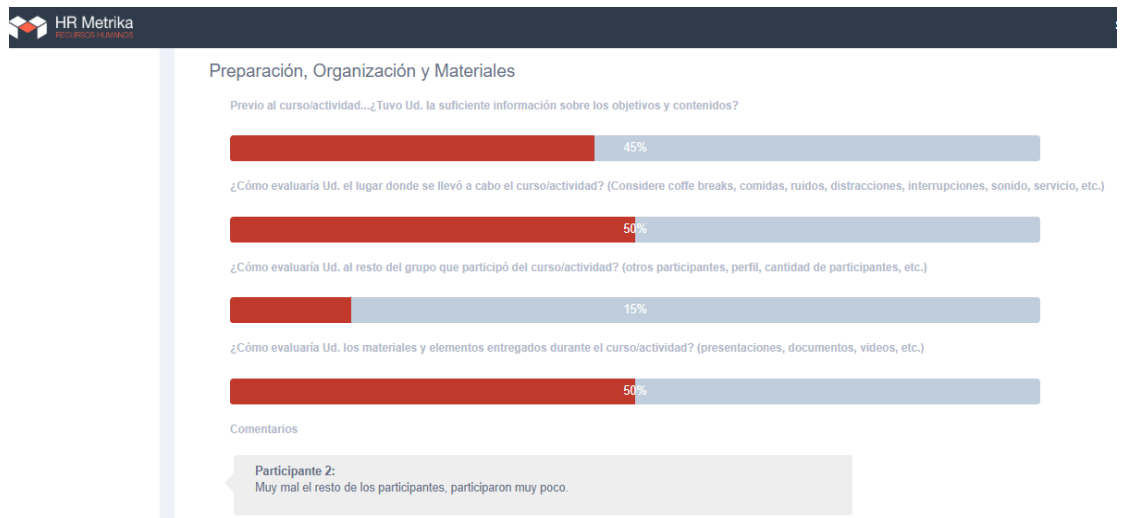 HR Metrika
RECURSOS HUMANOS
Preparación, Organización y Materiales
Previo al curso/actividad...¿Tuvo Ud. la suficiente información sobre los objetivos y contenidos?
45%
¿Cómo evaluaría Ud. el lugar donde se llevó a cabo el curso/actividad? (Considere coffe breaks, comidas, ruidos, distracciones, interrupciones, sonido, servicio, etc.)
50%
¿Cómo evaluaría Ud. al resto del grupo que participó del curso/actividad? (otros participantes, perfil, cantidad de participantes, etc.)
15%
¿Cómo evaluaría Ud. los materiales y elementos entregados durante el curso/actividad? (presentaciones, documentos, videos, etc.)
50%
Comentarios
Participante 2:
Muy mal el resto de los participantes, participaron muy poco.